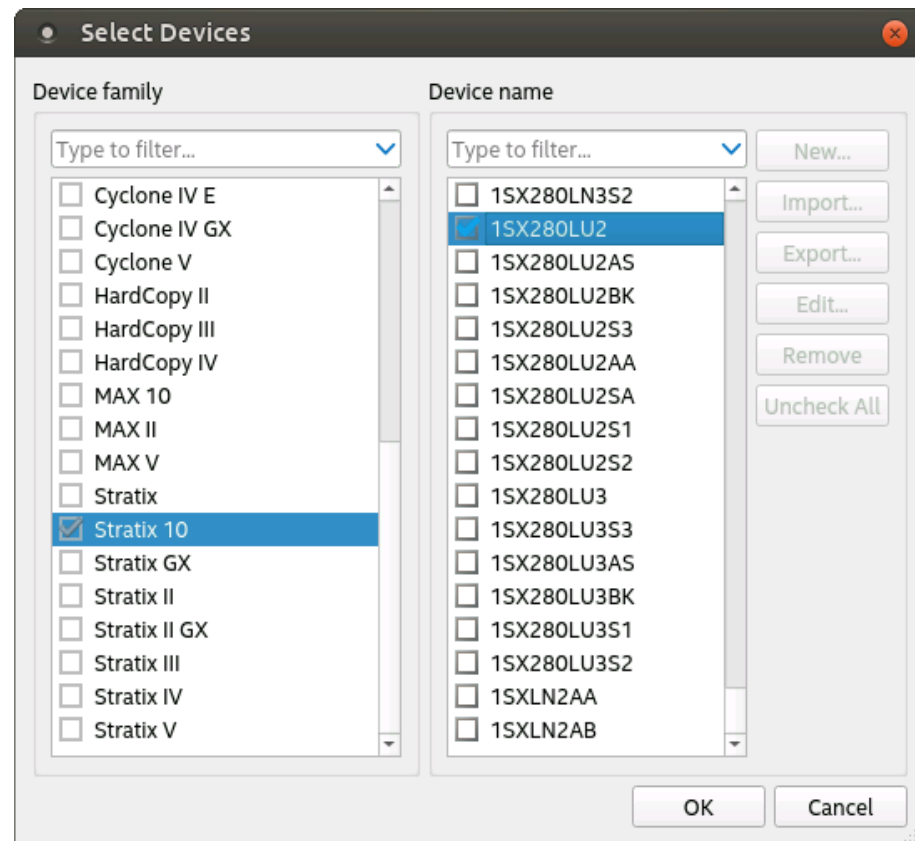 Select Devices
Device family
Device name
Type to filter...
Type to filter...
New...
Import...
Export...
Edit...
Remove
Uncheck All
Cyclone IV E
Cyclone IV GX
Cyclone V
HardCopy II
HardCopy III
HardCopy IV
MAX 10
MAX II
MAX V
Stratix
Stratix 10
Stratix GX
Stratix II
Stratix II GX
Stratix III
Stratix IV
Stratix V
1SX280LN3S2
1SX280LU2
1SX280LU2AS
1SX280LU2BK
1SX280LU2S3
1SX280LU2AA
1SX280LU2SA
1SX280LU2S1
1SX280LU2S2
1SX280LU3
1SX280LU3S3
1SX280LU3AS
1SX280LU3BK
1SX280LU3S1
1SX280LU3S2
1SXLN2AA
1SXLN2AB
OK
Cancel